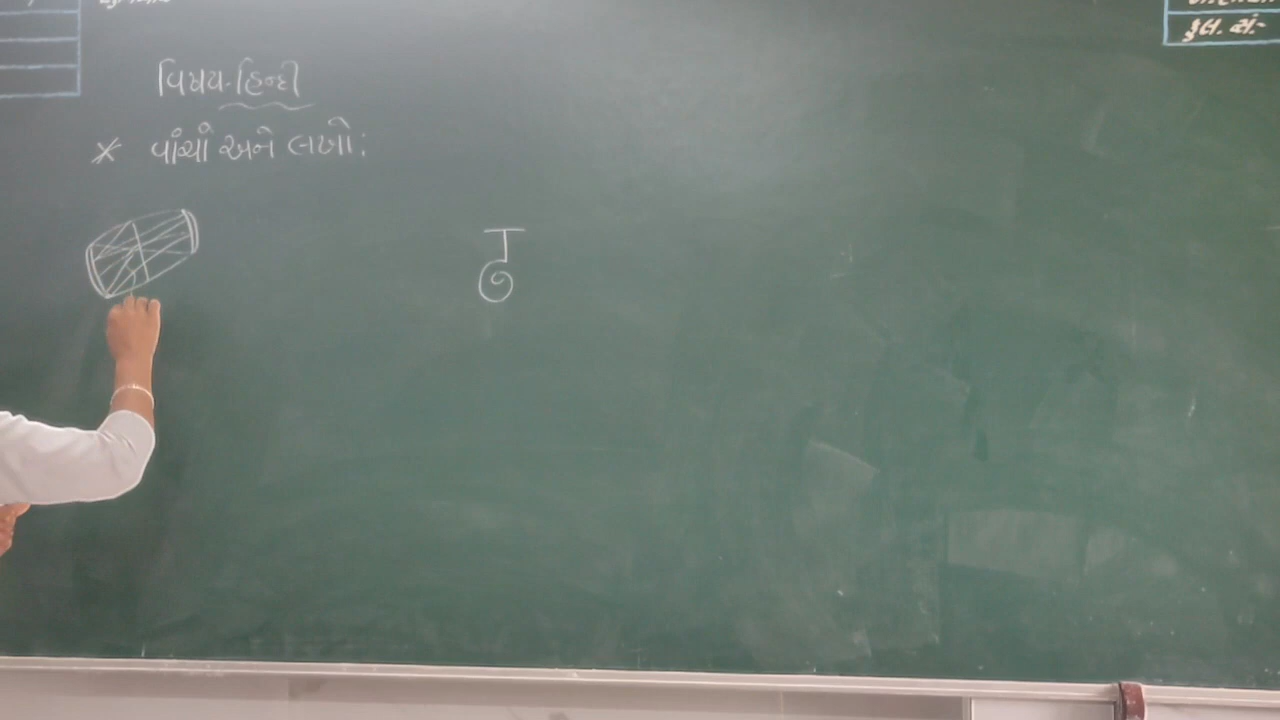 કુલ. સં:-
વિષય-હિન્દી
* વાંચો અને લખો:
ढ